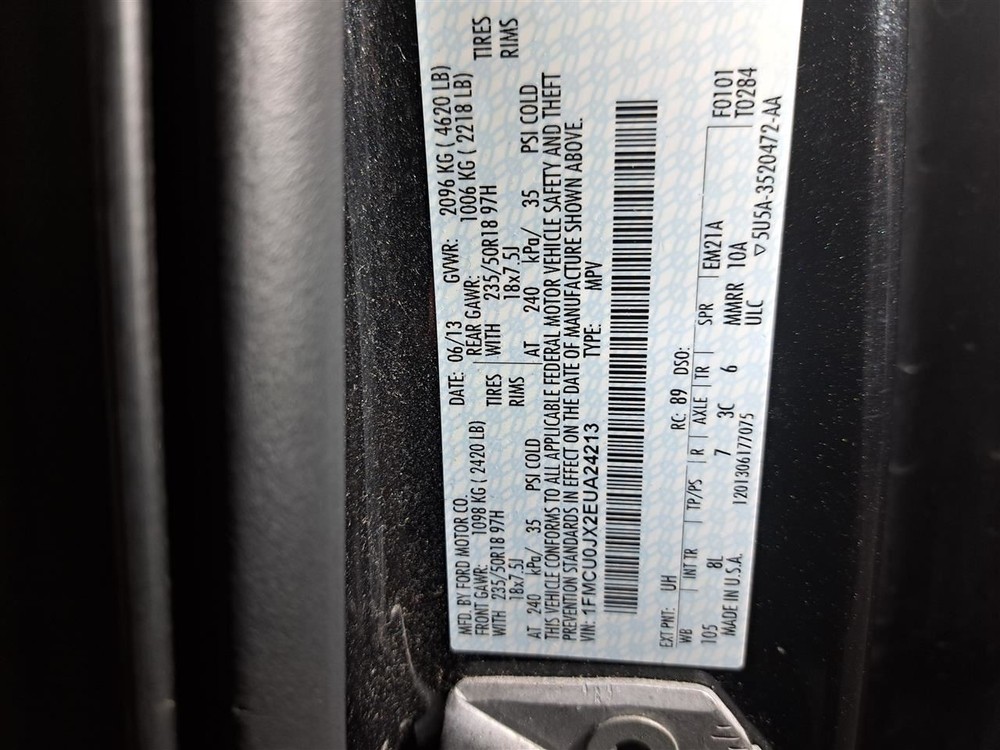 MFD. BY FORD MOTOR CO.
DATE: 06/13 GVWR: 2096 KG ( 4620 LB)
FRONT GAWR: 1098 KG ( 2420 LB) REAR GAWR: 1006 KG ( 2218 LB)
WITH 235/50R18 97H TIRES WITH 235/50R18 97H TIRES
18x7.5J RIMS 18x7.5J RIMS
AT 240 kPa/ 35 PSI COLD AT 240 kPa/ 35 PSI COLD
THIS VEHICLE CONFORMS TO ALL APPLICABLE FEDERAL MOTOR VEHICLE SAFETY AND THEFT
PREVENTION STANDARDS IN EFFECT ON THE DATE OF MANUFACTURE SHOWN ABOVE.
VIN: 1FMCU0JX2EUA24213 TYPE: MPV
EXT PNT: UH RC: 89 DSO:
WB INT TR TP/PS R AXLE TR SPR EM21A F0101
105 8L 7 3C 6 MMRR 10A T0284
ULC
MADE IN U.S.A. 1201306177075 ▽5U5A-3520472-AA